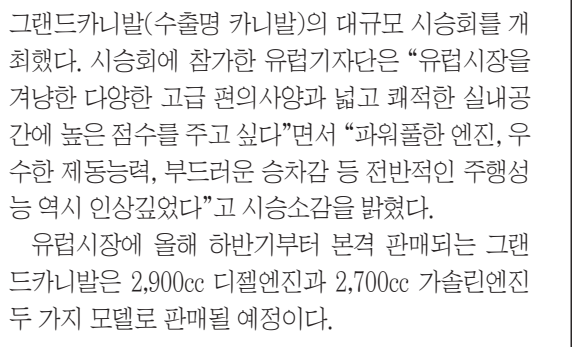 그랜드카니발(수출명 카니발)의 대규모 시승회를 개
최했다. 시승회에 참가한 유럽기자단은 “유럽시장을
겨냥한 다양한 고급 편의사양과 넓고 쾌적한 실내공
간에 높은 점수를 주고 싶다”면서 “파워풀한 엔진, 우
수한 제동능력, 부드러운 승차감 등 전반적인 주행성
능 역시 인상깊었다”고 시승소감을 밝혔다.
유럽시장에 올해 하반기부터 본격 판매되는 그랜
드카니발은 2,900cc 디젤엔진과 2,700cc 가솔린엔진
두 가지 모델로 판매될 예정이다.